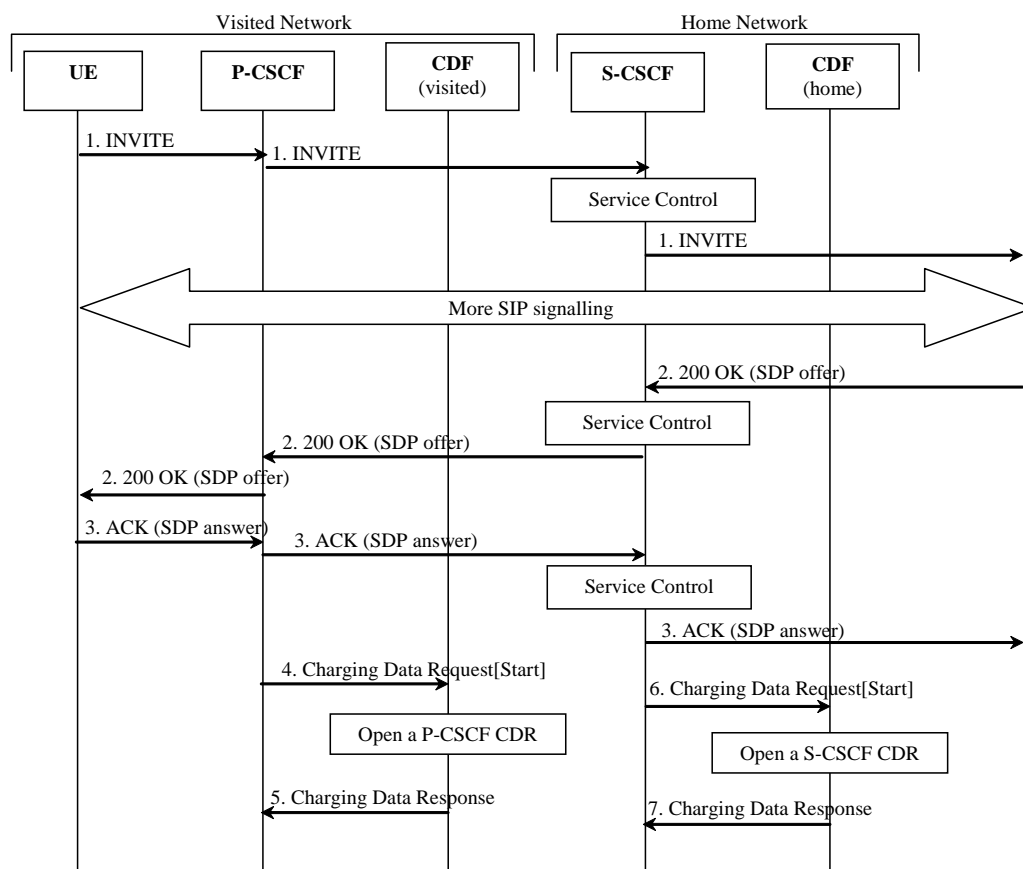 Visited Network
Home Network
UE
P-CSCF
CDF
(visited)
S-CSCF
CDF
(home)
1. INVITE
1. INVITE
Service Control
1. INVITE
More SIP signalling
2. 200 OK (SDP offer)
Service Control
2. 200 OK (SDP offer)
2. 200 OK (SDP offer)
3. ACK (SDP answer)
3. ACK (SDP answer)
Service Control
3. ACK (SDP answer)
4. Charging Data Request[Start]
6. Charging Data Request[Start]
Open a P-CSCF CDR
Open a S-CSCF CDR
5. Charging Data Response
7. Charging Data Response